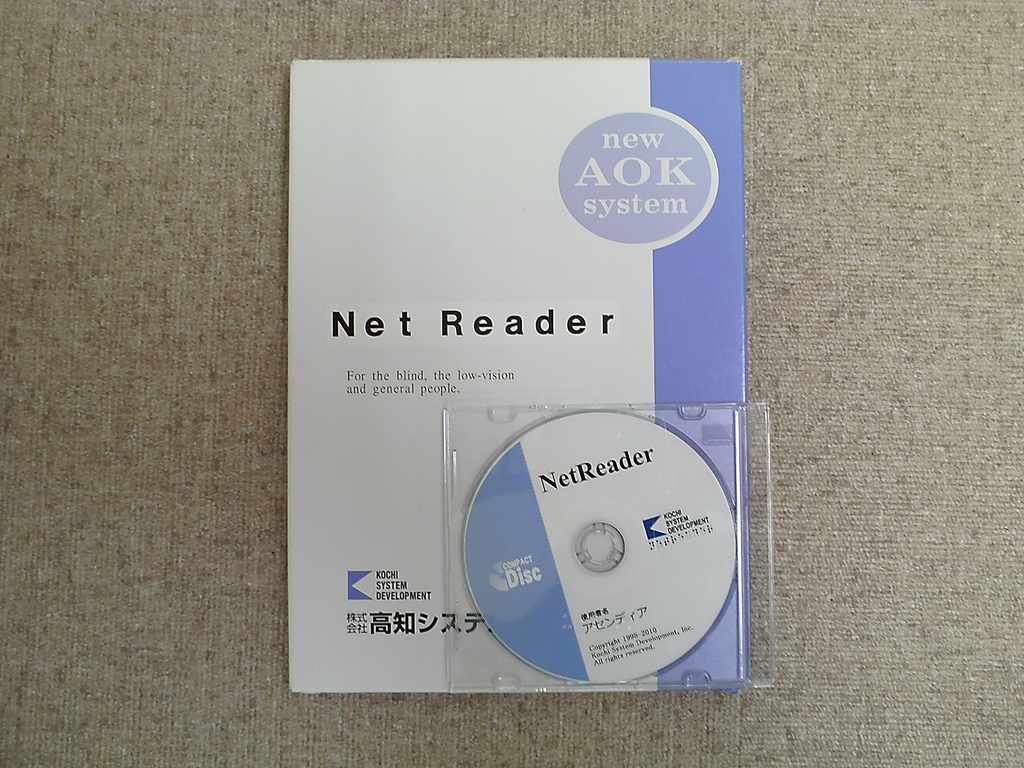 new
AOK
system
Net Reader
For the blind, the low-vision
and general people.
KOCHI
SYSTEM
DEVELOPMENT
株式
会社 高知システ
NetReader
KOCHI
SYSTEM
DEVELOPMENT
COMPACT
Disc
使用者名
アセンディア
Copyright 1998-2010
Kochi System Development, Inc.
All rights reserved.